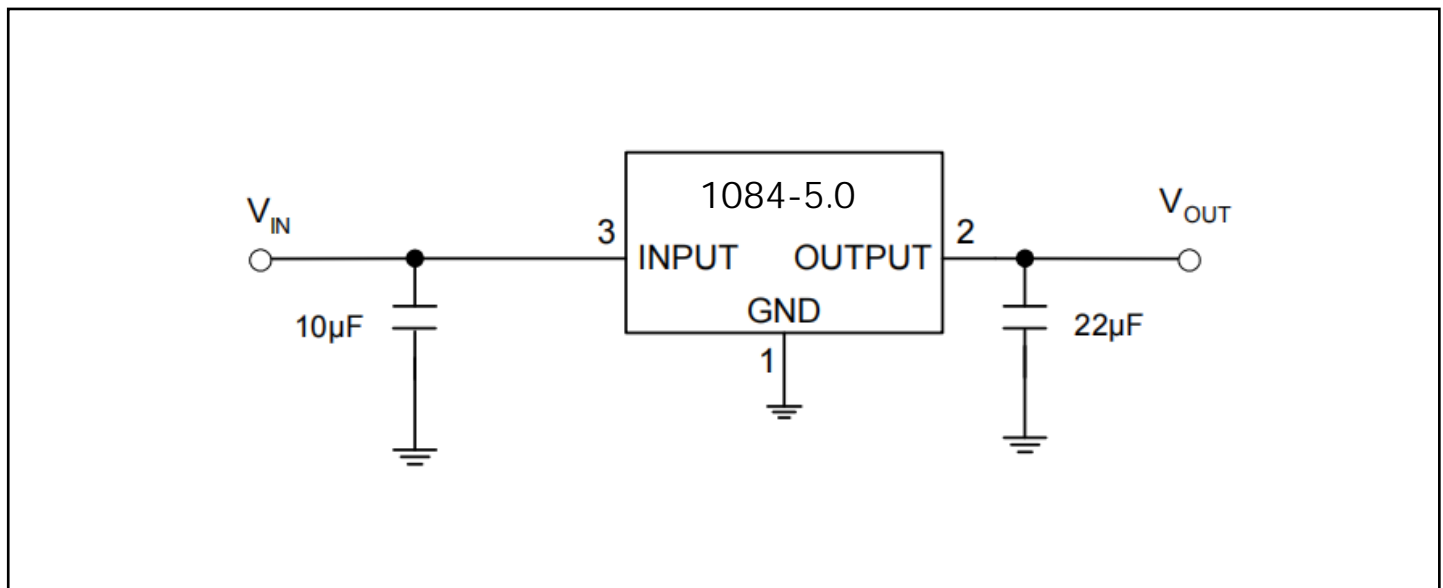 1084-5.0
V_IN
V_OUT
3
INPUT
OUTPUT
2
GND
10µF
22µF
1